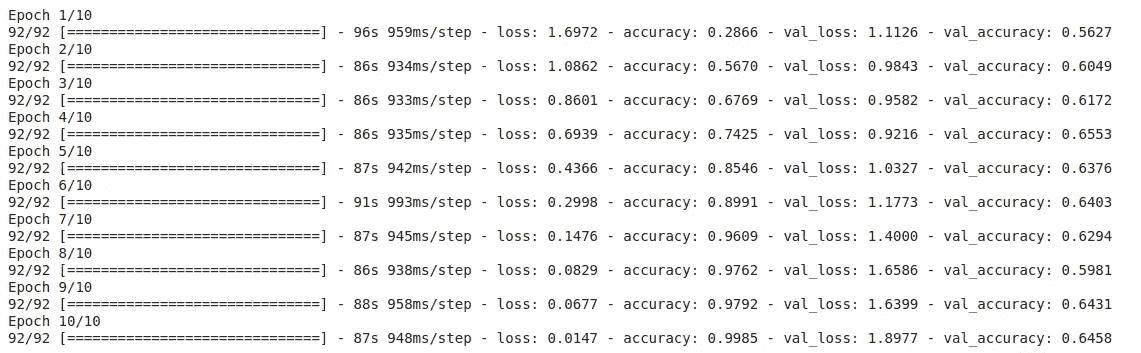 Epoch 1/10
92/92 [==============================] - 96s 959ms/step - loss: 1.6972 - accuracy: 0.2866 - val_loss: 1.1126 - val_accuracy: 0.5627
Epoch 2/10
92/92 [==============================] - 86s 934ms/step - loss: 1.0862 - accuracy: 0.5670 - val_loss: 0.9843 - val_accuracy: 0.6049
Epoch 3/10
92/92 [==============================] - 86s 933ms/step - loss: 0.8601 - accuracy: 0.6769 - val_loss: 0.9582 - val_accuracy: 0.6172
Epoch 4/10
92/92 [==============================] - 86s 935ms/step - loss: 0.6939 - accuracy: 0.7425 - val_loss: 0.9216 - val_accuracy: 0.6553
Epoch 5/10
92/92 [==============================] - 87s 942ms/step - loss: 0.4366 - accuracy: 0.8546 - val_loss: 1.0327 - val_accuracy: 0.6376
Epoch 6/10
92/92 [==============================] - 91s 993ms/step - loss: 0.2998 - accuracy: 0.8991 - val_loss: 1.1773 - val_accuracy: 0.6403
Epoch 7/10
92/92 [==============================] - 87s 945ms/step - loss: 0.1476 - accuracy: 0.9609 - val_loss: 1.4000 - val_accuracy: 0.6294
Epoch 8/10
92/92 [==============================] - 86s 938ms/step - loss: 0.0829 - accuracy: 0.9762 - val_loss: 1.6586 - val_accuracy: 0.5981
Epoch 9/10
92/92 [==============================] - 88s 958ms/step - loss: 0.0677 - accuracy: 0.9792 - val_loss: 1.6399 - val_accuracy: 0.6431
Epoch 10/10
92/92 [==============================] - 87s 948ms/step - loss: 0.0147 - accuracy: 0.9985 - val_loss: 1.8977 - val_accuracy: 0.6458